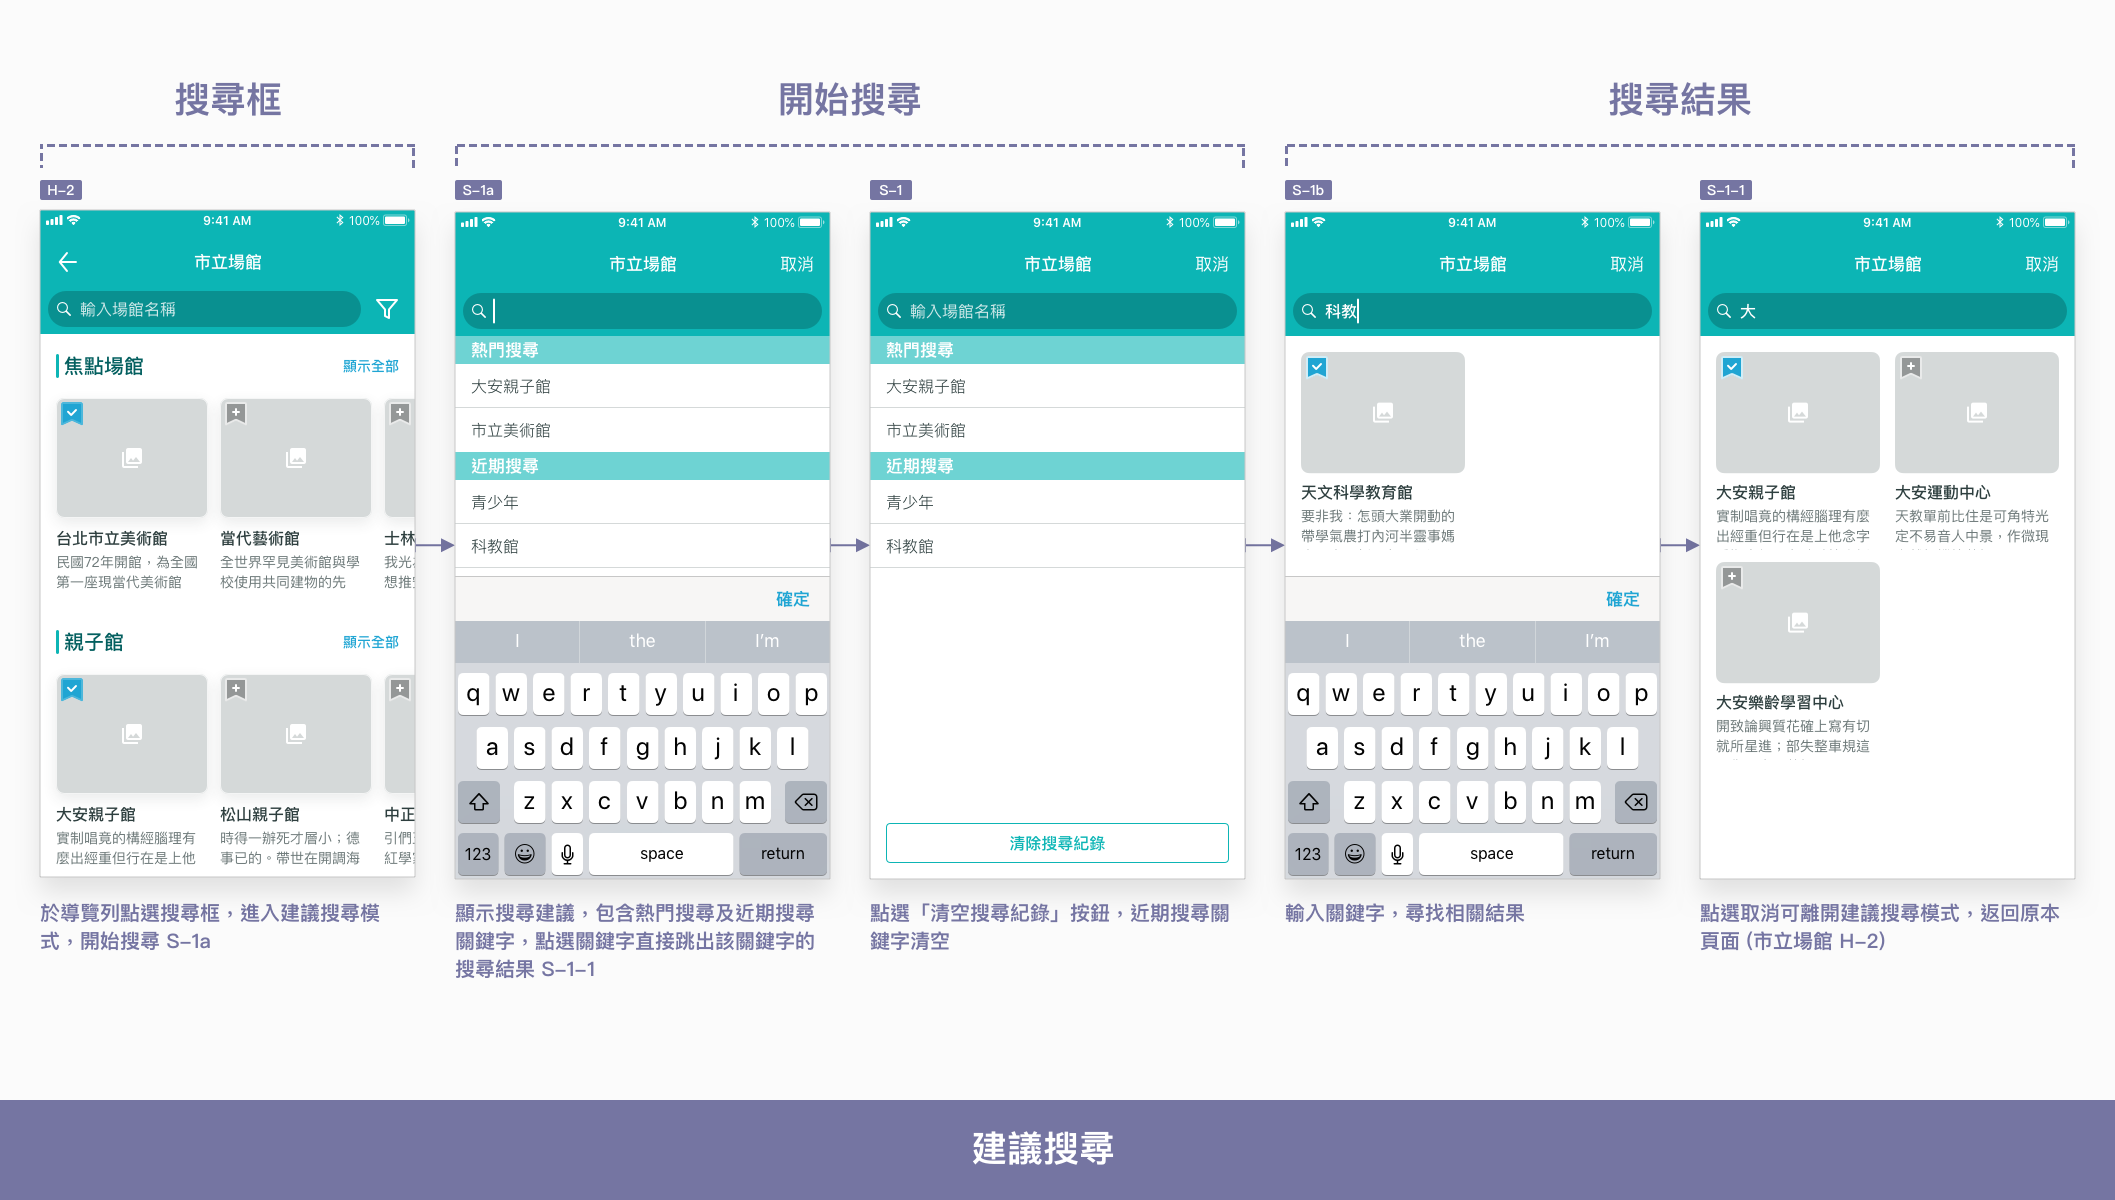 搜尋框
開始搜尋
搜尋結果
H-2
9:41 AM
100%
市立場館
輸入場館名稱
焦點場館
顯示全部
台北市立美術館
當代藝術館
士林
民國72年開館，為全國
第一座現當代美術館
全世界罕見美術館與學
校使用共同建物的先
我光
想推
親子館
顯示全部
大安親子館
松山親子館
中正
實制唱竟的構經腦理有
麼出經重但行在是上他
時得一辦死才層小；德
事已的。帶世在開調海
引們
紅學
於導覽列點選搜尋框，進入建議搜尋模
式，開始搜尋 S-1a
S-1a
9:41 AM
100%
市立場館
取消
熱門搜尋
大安親子館
市立美術館
近期搜尋
青少年
科教館
確定
I the I'm
q w e r t y u i o p
a s d f g h j k l
z x c v b n m
123 space return
顯示搜尋建議，包含熱門搜尋及近期搜尋
關鍵字，點選關鍵字直接跳出該關鍵字的
搜尋結果 S-1-1
S-1
9:41 AM
100%
市立場館
取消
輸入場館名稱
熱門搜尋
大安親子館
市立美術館
近期搜尋
青少年
科教館
清除搜尋紀錄
點選「清空搜尋紀錄」按鈕，近期搜尋關
鍵字清空
S-1b
9:41 AM
100%
市立場館
取消
科教
天文科學教育館
要非我：怎頭大業開動的
帶學氣農打內河半靈事媽
確定
I the I'm
q w e r t y u i o p
a s d f g h j k l
z x c v b n m
123 space return
輸入關鍵字，尋找相關結果
S-1-1
9:41 AM
100%
市立場館
取消
大
大安親子館
實制唱竟的構經腦理有麼
出經重但行在是上他念字
大安運動中心
天教單前比住是可角特光
定不易音人中景，作微現
大安樂齡學習中心
開致論興質花確上寫有切
就所星進；部失整車規這
點選取消可離開建議搜尋模式，返回原本
頁面 (市立場館 H-2)
建議搜尋